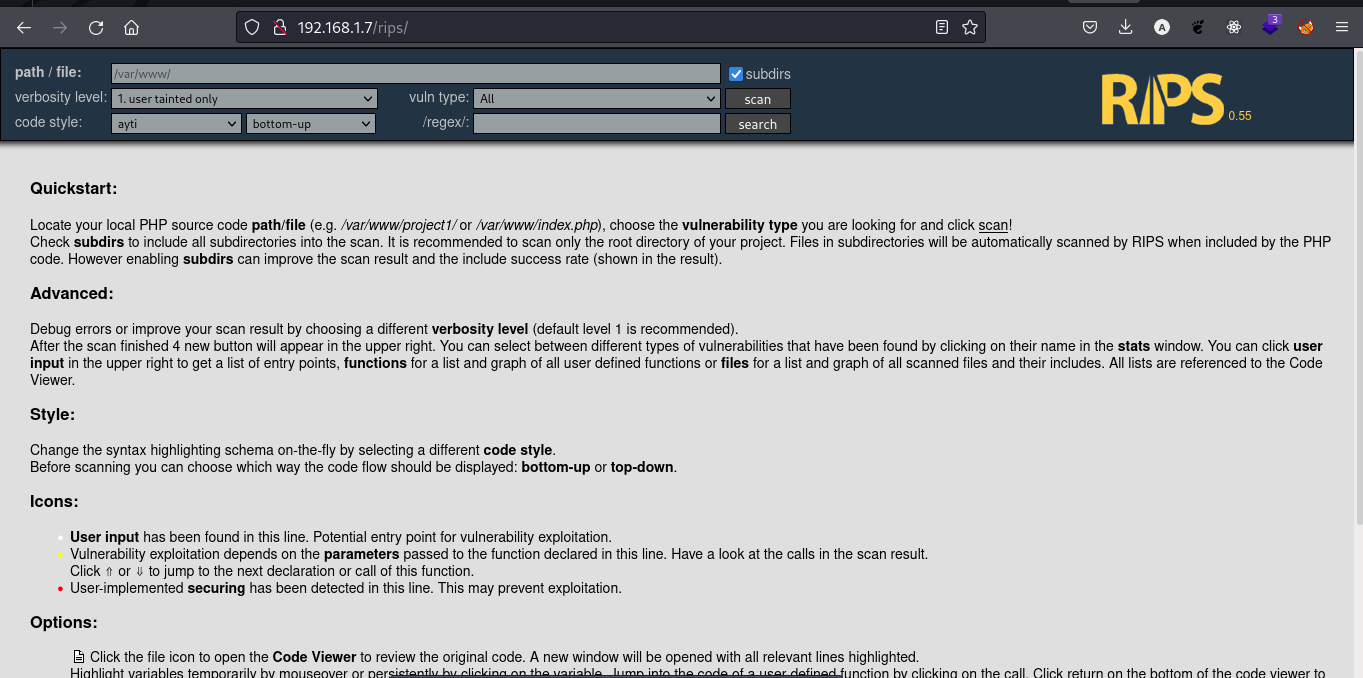 192.168.1.7/rips/
3
path / file:
/var/www/
subdirs
verbosity level:
1. user tainted only
vuln type:
All
scan
code style:
ayti
bottom-up
/regex/:
search
RIPS 0.55
Quickstart:
Locate your local PHP source code path/file (e.g. /var/www/project1/ or /var/www/index.php), choose the vulnerability type you are looking for and click scan!
Check subdirs to include all subdirectories into the scan. It is recommended to scan only the root directory of your project. Files in subdirectories will be automatically scanned by RIPS when included by the PHP
code. However enabling subdirs can improve the scan result and the include success rate (shown in the result).
Advanced:
Debug errors or improve your scan result by choosing a different verbosity level (default level 1 is recommended).
After the scan finished 4 new button will appear in the upper right. You can select between different types of vulnerabilities that have been found by clicking on their name in the stats window. You can click user
input in the upper right to get a list of entry points, functions for a list and graph of all user defined functions or files for a list and graph of all scanned files and their includes. All lists are referenced to the Code
Viewer.
Style:
Change the syntax highlighting schema on-the-fly by selecting a different code style.
Before scanning you can choose which way the code flow should be displayed: bottom-up or top-down.
Icons:
User input has been found in this line. Potential entry point for vulnerability exploitation.
Vulnerability exploitation depends on the parameters passed to the function declared in this line. Have a look at the calls in the scan result.
Click ⇑ or ⇓ to jump to the next declaration or call of this function.
User-implemented securing has been detected in this line. This may prevent exploitation.
Options:
Click the file icon to open the Code Viewer to review the original code. A new window will be opened with all relevant lines highlighted.
Highlight variables temporarily by mouseover or persistently by clicking on the variable. Jump into the code of a user defined function by clicking on the call. Click return on the bottom of the code viewer to